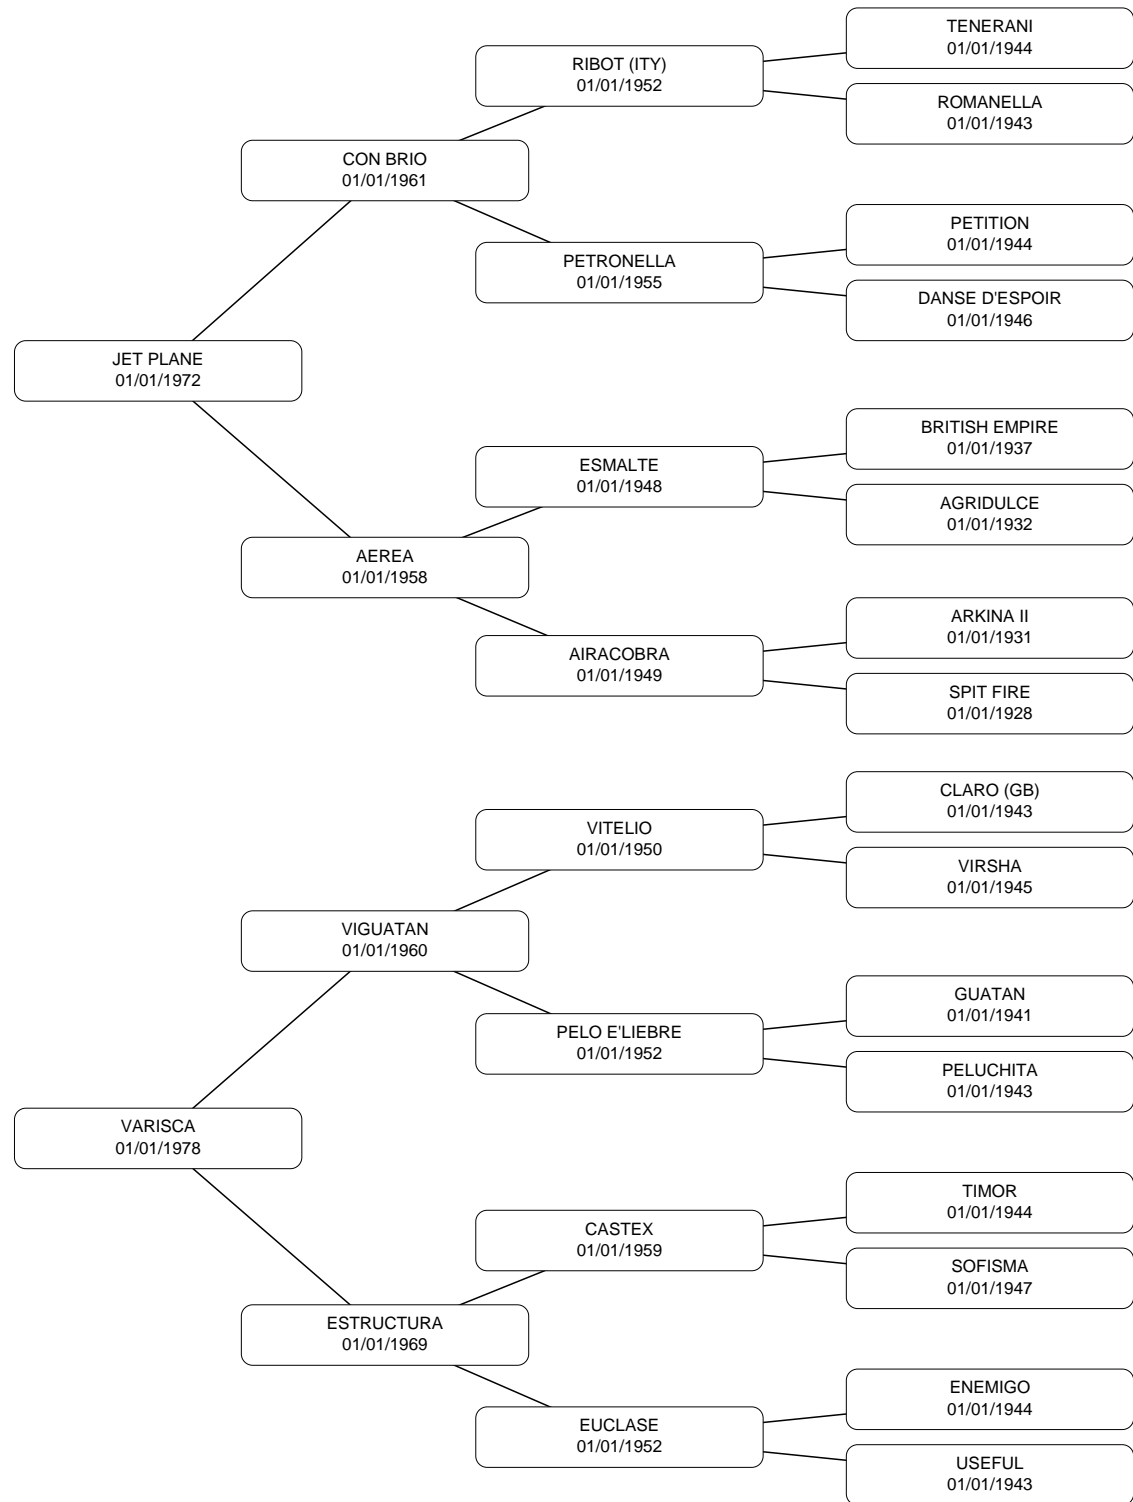 TENERANI
01/01/1944
RIBOT (ITY)
01/01/1952
ROMANELLA
01/01/1943
CON BRIO
01/01/1961
PETITION
01/01/1944
PETRONELLA
01/01/1955
DANSE D'ESPOIR
01/01/1946
JET PLANE
01/01/1972
BRITISH EMPIRE
01/01/1937
ESMALTE
01/01/1948
AGRIDULCE
01/01/1932
AEREA
01/01/1958
ARKINA II
01/01/1931
AIRACOBRA
01/01/1949
SPIT FIRE
01/01/1928
CLARO (GB)
01/01/1943
VITELIO
01/01/1950
VIRSHA
01/01/1945
VIGUATAN
01/01/1960
GUATAN
01/01/1941
PELO E'LIEBRE
01/01/1952
PELUCHITA
01/01/1943
VARISCA
01/01/1978
TIMOR
01/01/1944
CASTEX
01/01/1959
SOFISMA
01/01/1947
ESTRUCTURA
01/01/1969
ENEMIGO
01/01/1944
EUCLASE
01/01/1952
USEFUL
01/01/1943